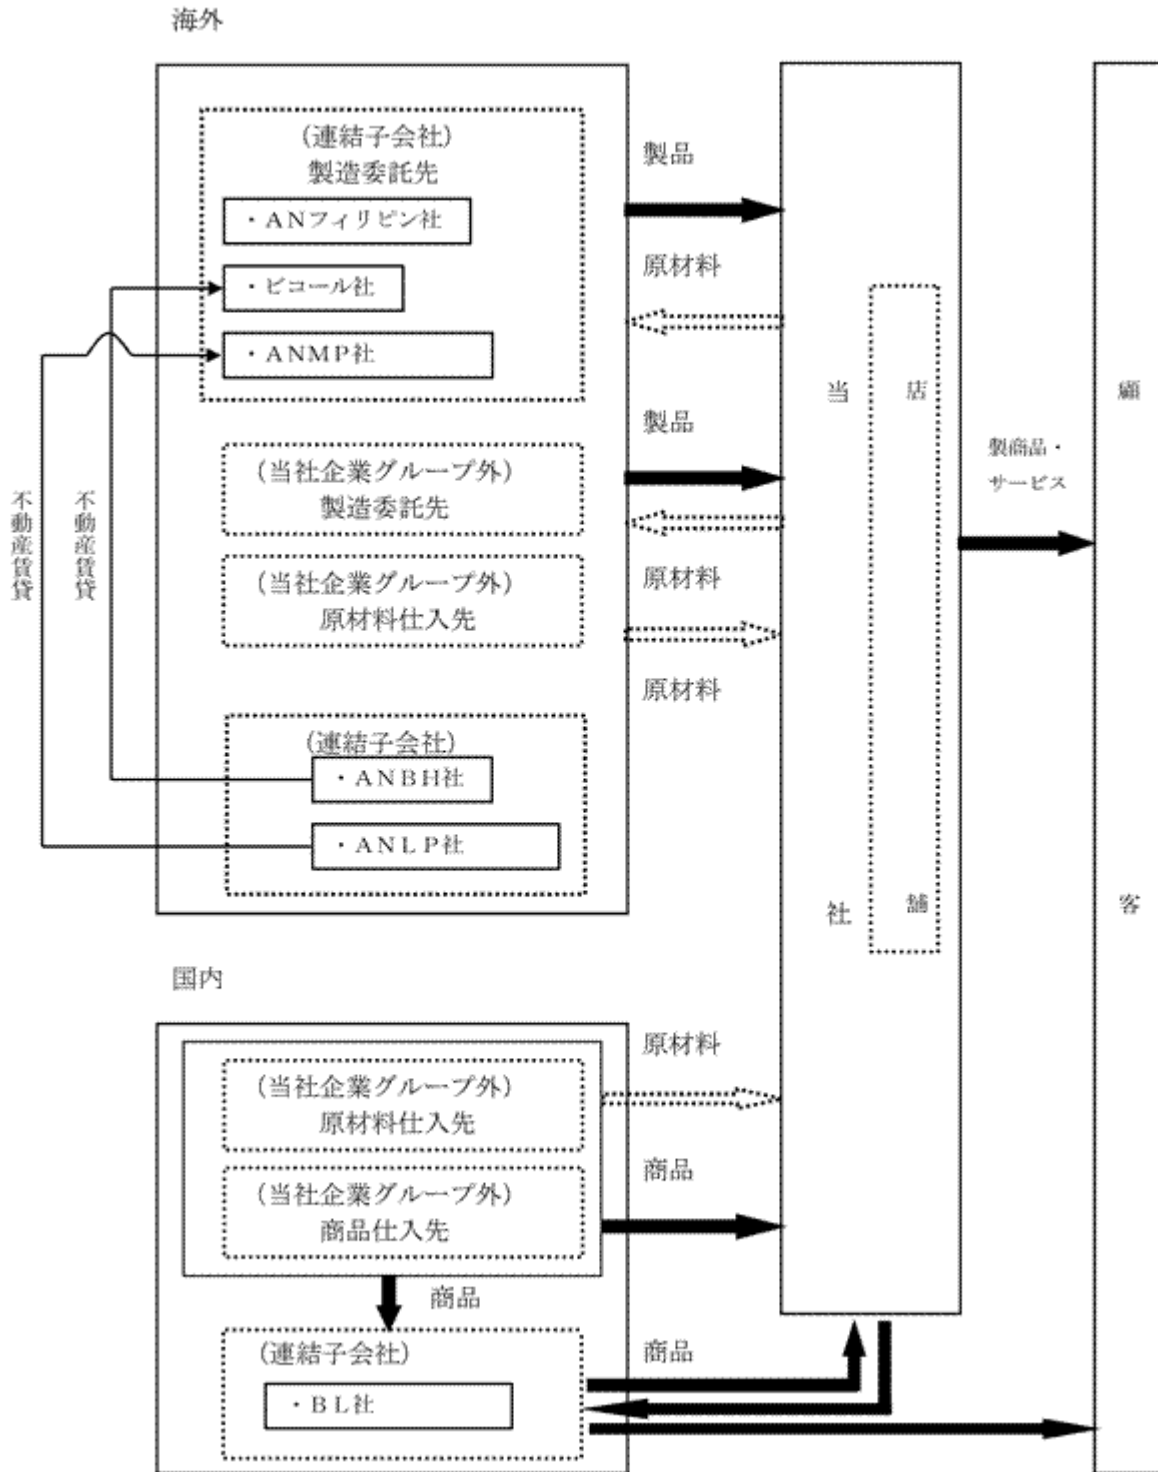 海外
(連結子会社)
製造委託先
・ANフィリピン社
・ビコール社
・ANMP社
(当社企業グループ外)
製造委託先
(当社企業グループ外)
原材料仕入先
(連結子会社)
・ANBH社
・ANLP社
不動産賃貸
不動産賃貸
製品
原材料
製品
原材料
原材料
当社
店舗
製商品・
サービス
顧客
国内
(当社企業グループ外)
原材料仕入先
(当社企業グループ外)
商品仕入先
原材料
商品
商品
(連結子会社)
・BL社
商品